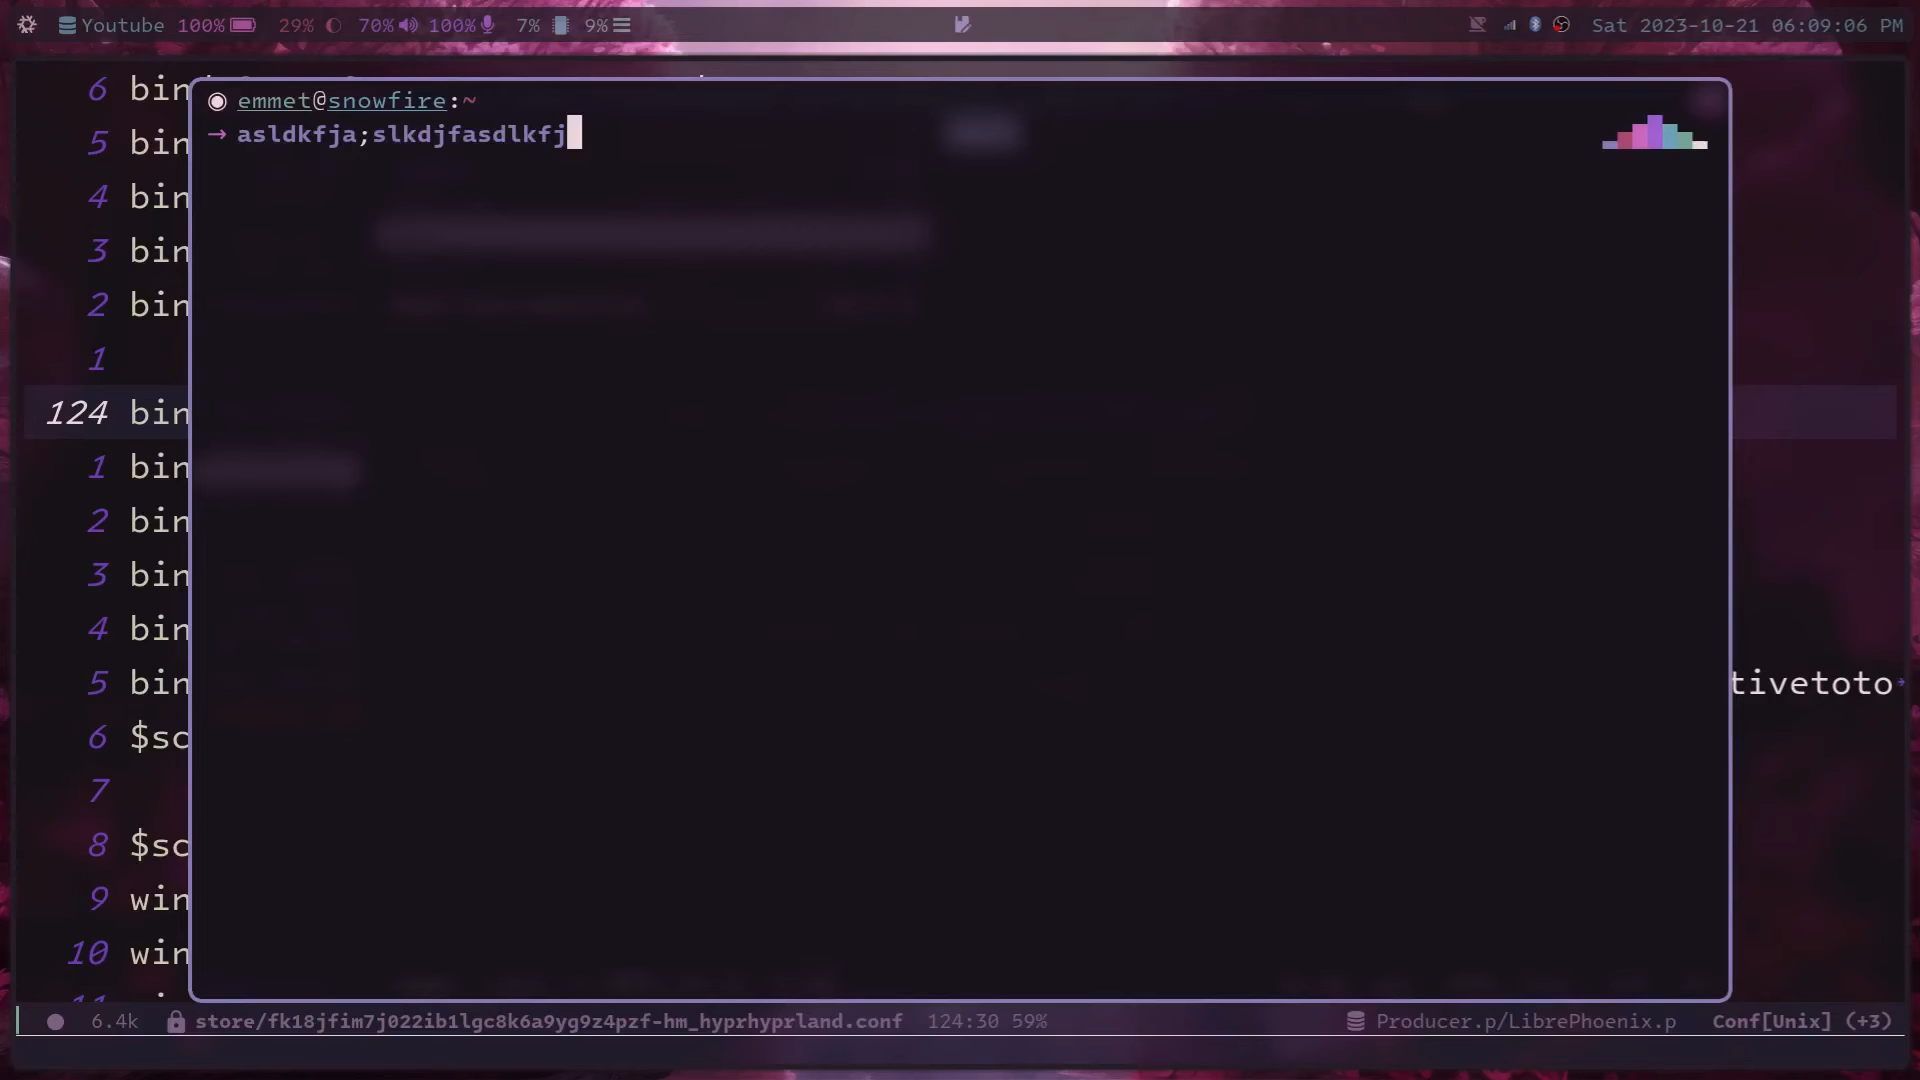 Youtube 100% 29% 70% 100% 7% 9% Sat 2023-10-21 06:09:06 PM
6 bin
emmet@snowfire:~
→ asldkfja;slkdjfasdlkfj
5 bin
4 bin
3 bin
2 bin
1
124 bin
1 bin
2 bin
3 bin
4 bin
5 bin tivetoto
6 $sc
7
8 $sc
9 win
10 win
11
6.4k store/fk18jfim7j022ib1lgc8k6a9yg9z4pzf-hm_hyprhyprland.conf 124:30 59% Producer.p/LibrePhoenix.p Conf[Unix] (+3)